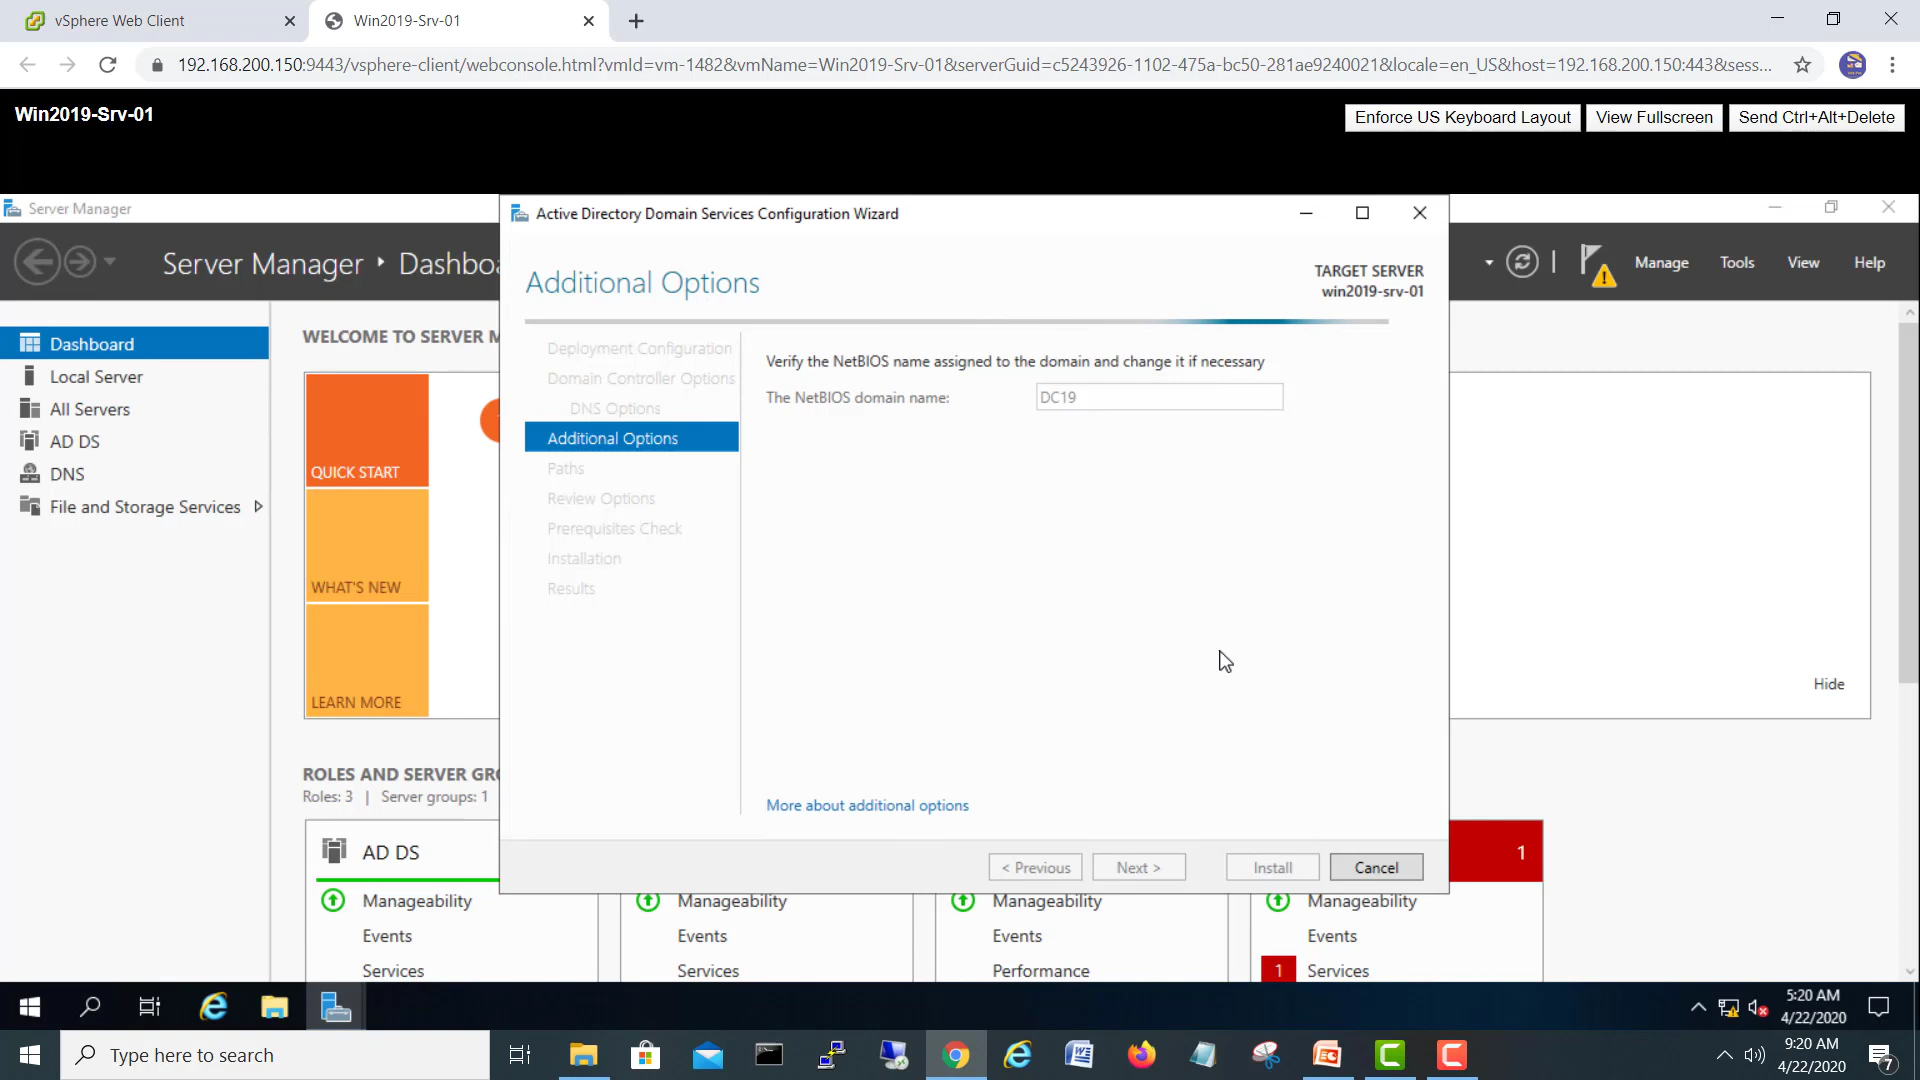 vSphere Web Client
Win2019-Srv-01
192.168.200.150:9443/vsphere-client/webconsole.html?vmId=vm-1482&vmName=Win2019-Srv-01&serverGuid=c5243926-1102-475a-bc50-281ae9240021&locale=en_US&host=192.168.200.150:443&sess...
Win2019-Srv-01
Enforce US Keyboard Layout
View Fullscreen
Send Ctrl+Alt+Delete
Server Manager
Server Manager
Manage
Tools
View
Help
Dashboard
Local Server
All Servers
AD DS
DNS
File and Storage Services
WELCOME TO SERVER
QUICK START
WHAT'S NEW
LEARN MORE
Hide
ROLES AND SERVER
Roles: 3 | Server groups: 1
Active Directory Domain Services Configuration Wizard
Additional Options
TARGET SERVER
win2019-srv-01
Deployment Configuration
Domain Controller Options
DNS Options
Additional Options
Paths
Review Options
Prerequisites Check
Installation
Results
Verify the NetBIOS name assigned to the domain and change it if necessary
The NetBIOS domain name:
DC19
More about additional options
< Previous
Next >
Install
Cancel
AD DS
1
Manageability
Events
Services
Manageability
Events
Services
Manageability
Events
Performance
Manageability
Events
1
Services
5:20 AM
4/22/2020
Type here to search
9:20 AM
4/22/2020
7